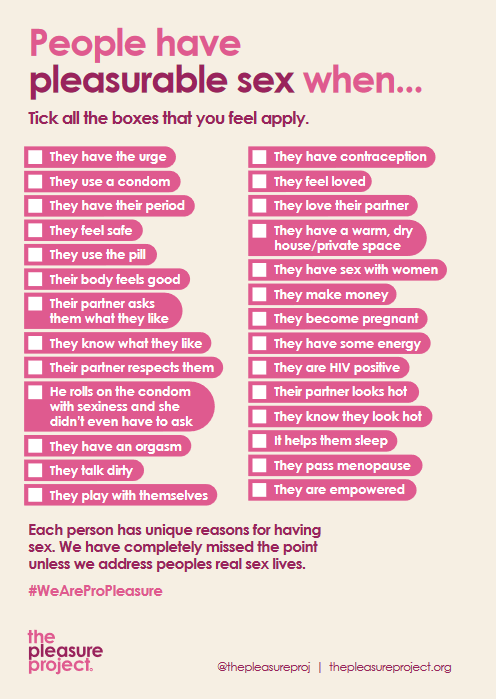 People have
pleasurable sex when...
Tick all the boxes that you feel apply.
They have the urge
They use a condom
They have their period
They feel safe
They use the pill
Their body feels good
Their partner asks
them what they like
They know what they like
Their partner respects them
He rolls on the condom
with sexiness and she
didn't even have to ask
They have an orgasm
They talk dirty
They play with themselves
They have contraception
They feel loved
They love their partner
They have a warm, dry
house/private space
They have sex with women
They make money
They become pregnant
They have some energy
They are HIV positive
Their partner looks hot
They know they look hot
It helps them sleep
They pass menopause
They are empowered
Each person has unique reasons for having
sex. We have completely missed the point
unless we address peoples real sex lives.
#WeAreProPleasure
the
pleasure
project.
@thepleasureproj | thepleasureproject.org